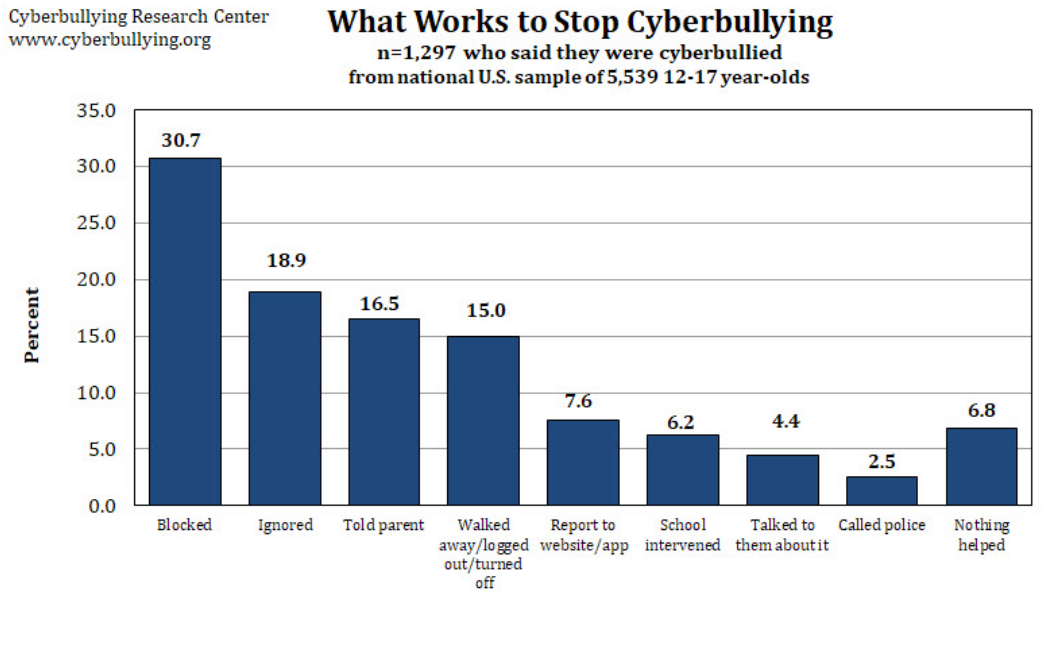 Cyberbullying Research Center
www.cyberbullying.org
What Works to Stop Cyberbullying
n=1,297 who said they were cyberbullied
from national U.S. sample of 5,539 12-17 year-olds
Percent
35.0
30.0
25.0
20.0
15.0
10.0
5.0
0.0
30.7
18.9
16.5
15.0
7.6
6.2
4.4
2.5
6.8
Blocked
Ignored
Told parent
Walked
away/logged
out/turned
off
Report to
website/app
School
intervened
Talked to
them about it
Called police
Nothing
helped